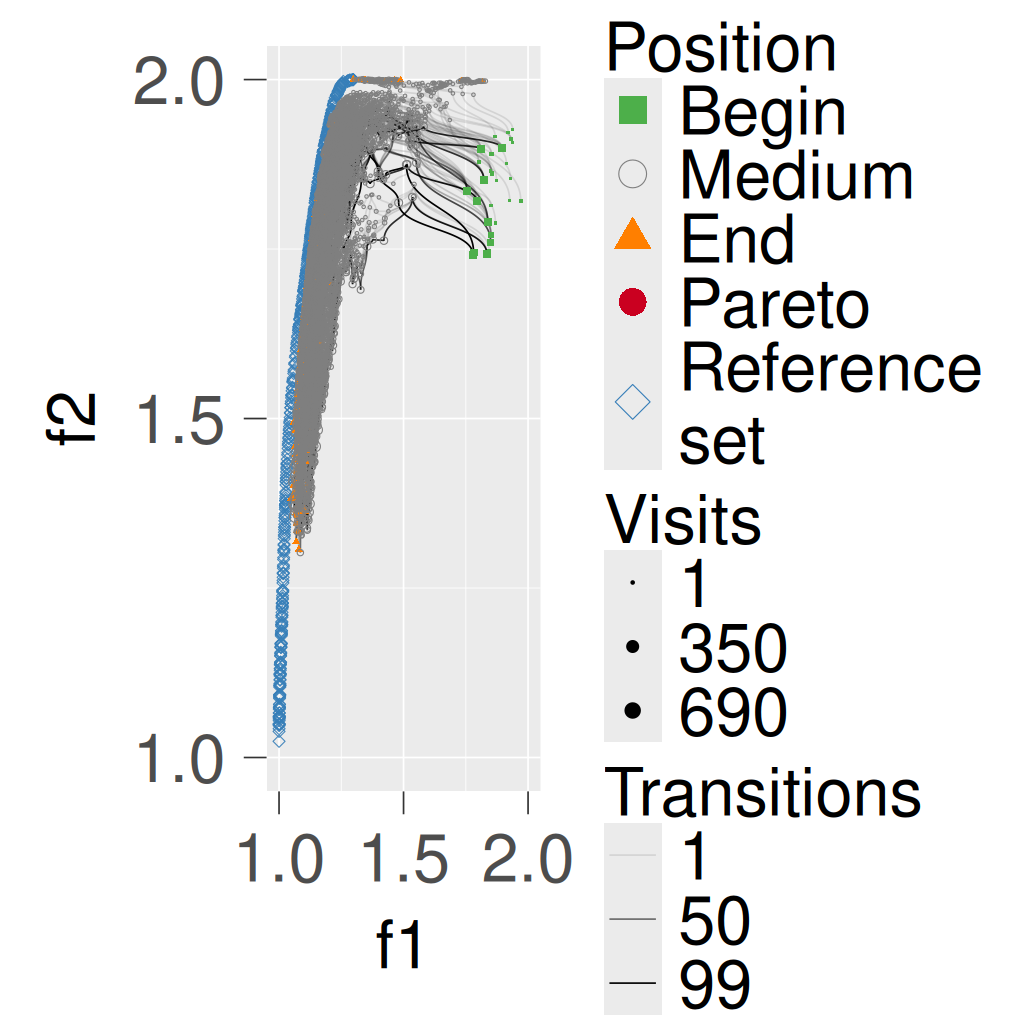 2.0
1.5
1.0
f2
1.0 1.5 2.0
f1
Position
Begin
Medium
End
Pareto
Reference
set
Visits
1
350
690
Transitions
1
50
99